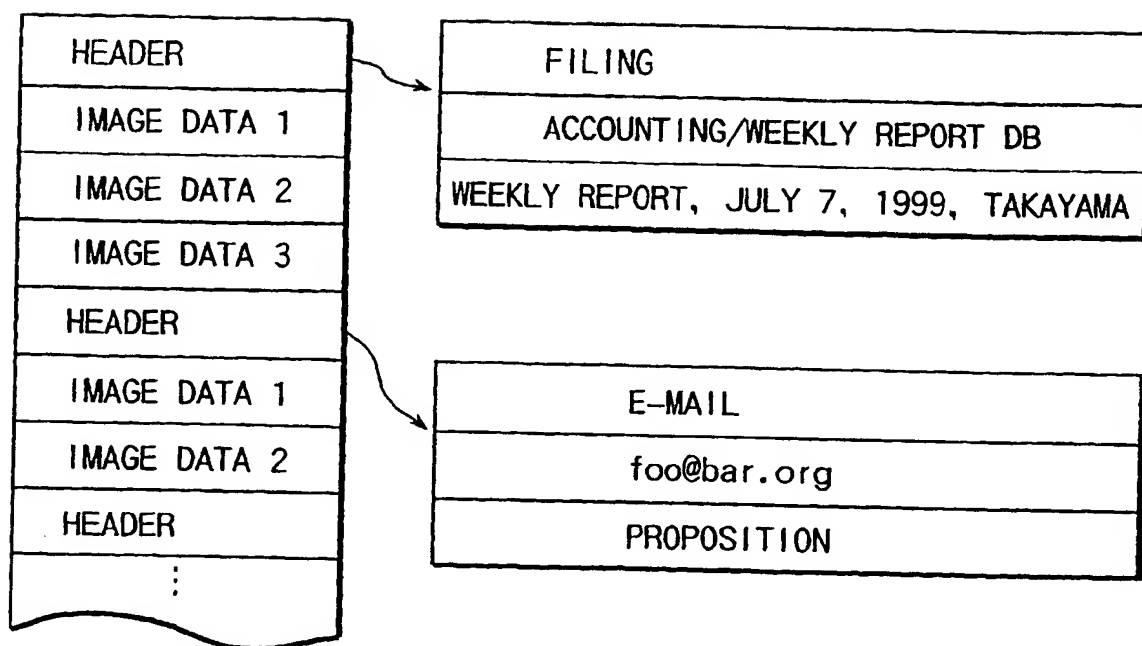 HEADER
IMAGE DATA 1
IMAGE DATA 2
IMAGE DATA 3
HEADER
IMAGE DATA 1
IMAGE DATA 2
HEADER
FILING
ACCOUNTING/WEEKLY REPORT DB
WEEKLY REPORT, JULY 7, 1999, TAKAYAMA
E-MAIL
foo@bar.org
PROPOSITION